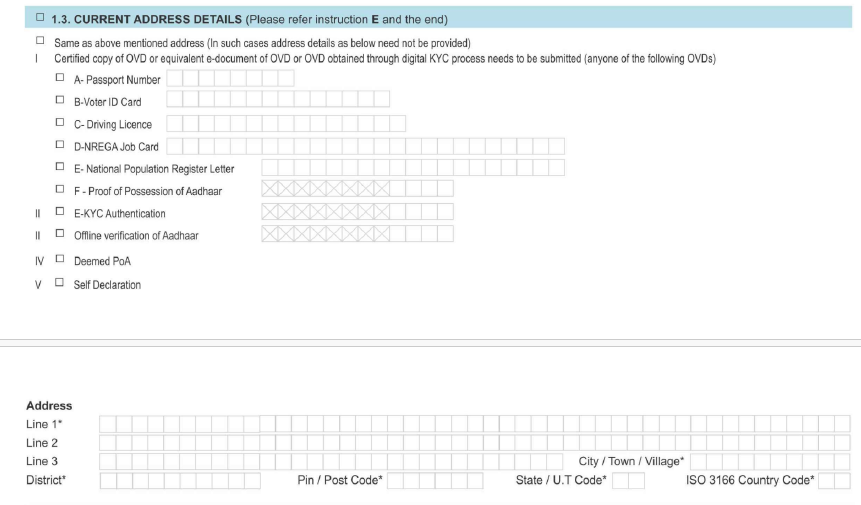 1.3. CURRENT ADDRESS DETAILS (Please refer instruction E and the end)
Same as above mentioned address (In such cases address details as below need not be provided)
I Certified copy of OVD or equivalent e-document of OVD or OVD obtained through digital KYC process needs to be submitted (anyone of the following OVDs)
A- Passport Number
B-Voter ID Card
C- Driving Licence
D-NREGA Job Card
E- National Population Register Letter
F - Proof of Possession of Aadhaar
II E-KYC Authentication
II Offline verification of Aadhaar
IV Deemed PoA
V Self Declaration
Address
Line 1*
Line 2
Line 3 City / Town / Village*
District* Pin / Post Code* State / U.T Code* ISO 3166 Country Code*